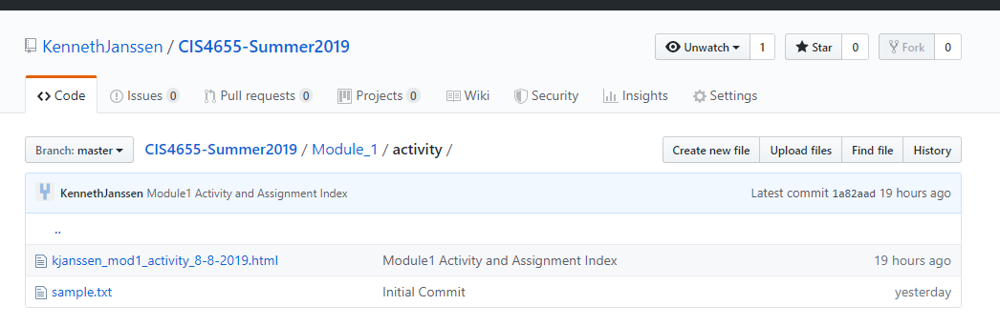 KennethJanssen / CIS4655-Summer2019 Unwatch 1 Star 0 Fork 0
Code Issues 0 Pull requests 0 Projects 0 Wiki Security Insights Settings
Branch: master CIS4655-Summer2019 / Module_1 / activity / Create new file Upload files Find file History
KennethJanssen Module1 Activity and Assignment Index Latest commit 1a82aad 19 hours ago
..
kjanssen_mod1_activity_8-8-2019.html Module1 Activity and Assignment Index 19 hours ago
sample.txt Initial Commit yesterday